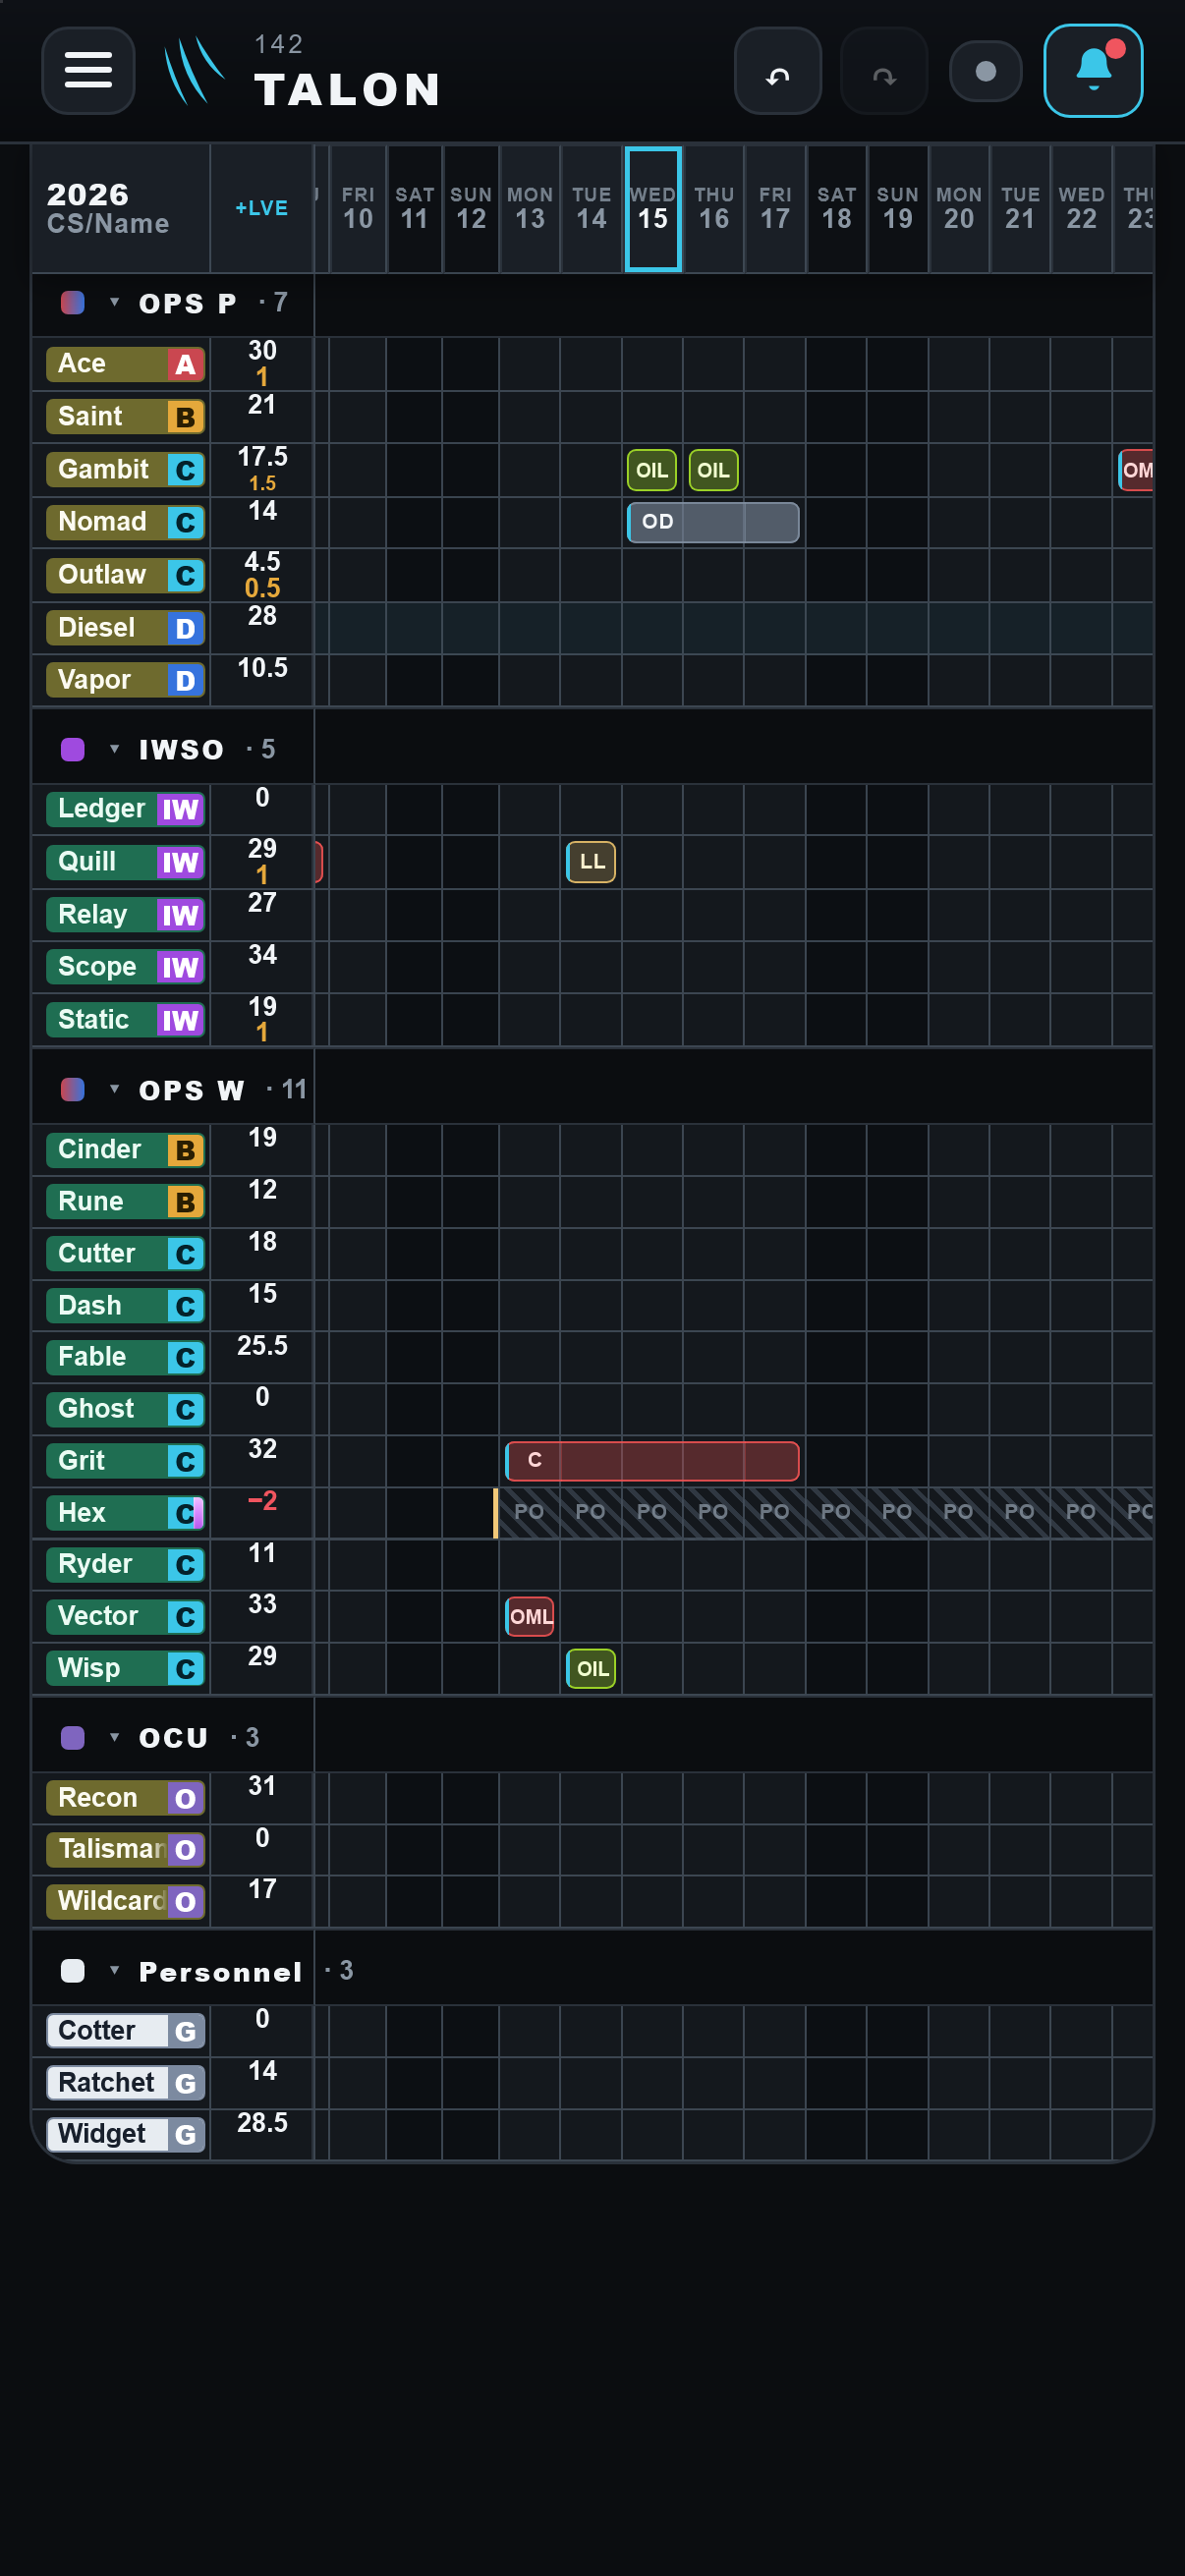 142
TALON
2026
CS/Name
+LVE
FRI 10 SAT 11 SUN 12 MON 13 TUE 14 WED 15 THU 16 FRI 17 SAT 18 SUN 19 MON 20 TUE 21 WED 22 THU 23
OPS P · 7
Ace A 30 1
Saint B 21
Gambit C 17.5 1.5 OIL OIL OM
Nomad C 14 OD
Outlaw C 4.5 0.5
Diesel D 28
Vapor D 10.5
IWSO · 5
Ledger IW 0
Quill IW 29 1 LL
Relay IW 27
Scope IW 34
Static IW 19 1
OPS W · 11
Cinder B 19
Rune B 12
Cutter C 18
Dash C 15
Fable C 25.5
Ghost C 0
Grit C 32 C
Hex C −2 PO PO PO PO PO PO PO PO PO PO PO
Ryder C 11
Vector C 33 OML
Wisp C 29 OIL
OCU · 3
Recon O 31
Talisman O 0
Wildcard O 17
Personnel · 3
Cotter G 0
Ratchet G 14
Widget G 28.5